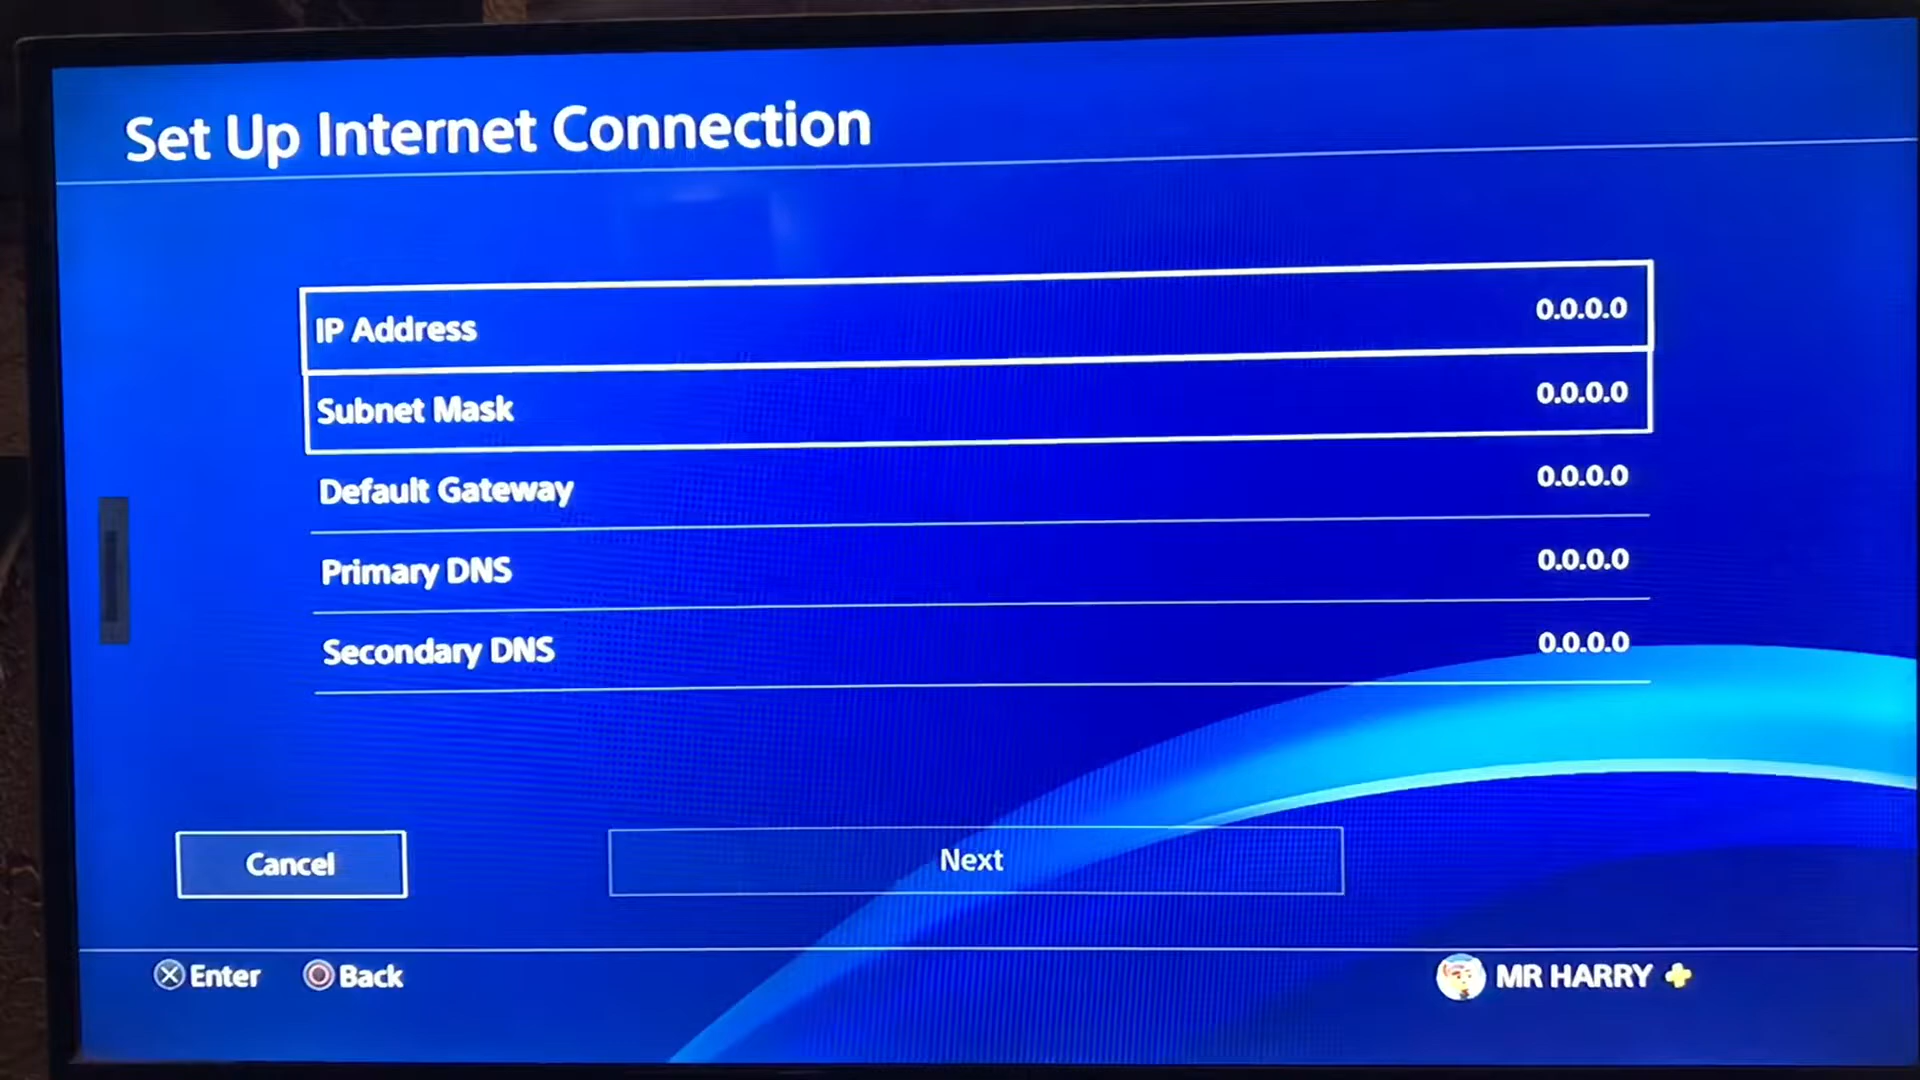 Set Up Internet Connection
IP Address 0.0.0.0
Subnet Mask 0.0.0.0
Default Gateway 0.0.0.0
Primary DNS 0.0.0.0
Secondary DNS 0.0.0.0
Cancel Next
Enter Back MR HARRY